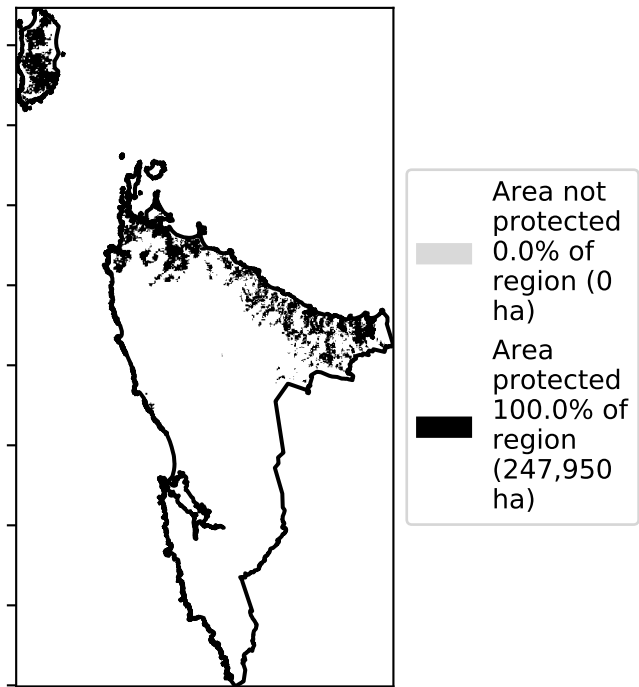 Area not
protected
0.0% of
region (0
ha)
Area
protected
100.0% of
region
(247,950
ha)